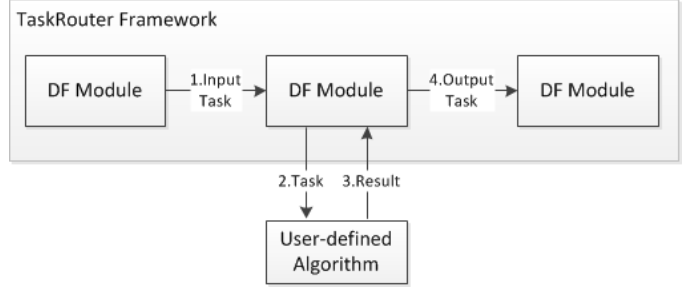 TaskRouter Framework
DF Module
1.Input
Task
DF Module
4.Output
Task
DF Module
2.Task
3.Result
User-defined
Algorithm